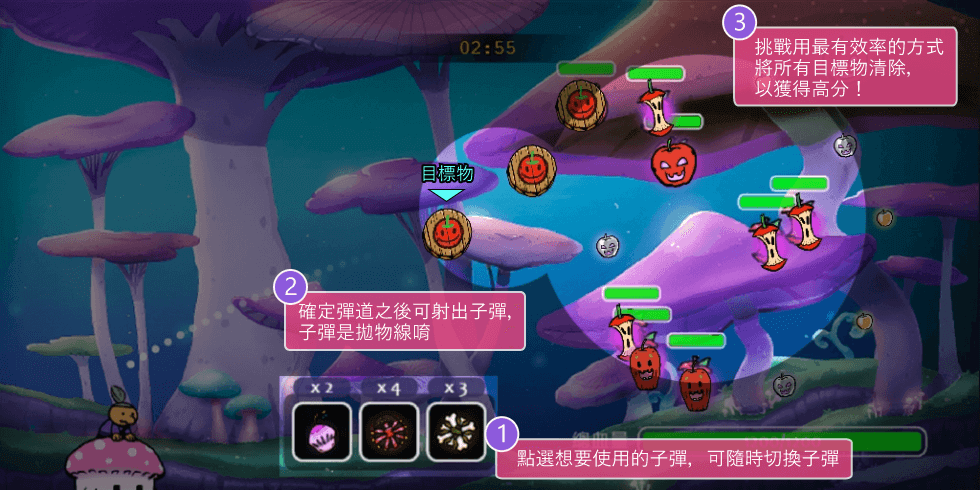 02:55
3
挑戰用最有效率的方式
將所有目標物清除,
以獲得高分!
目標物
2
確定彈道之後可射出子彈,
子彈是拋物線唷
x2 x4 x3
1
點選想要使用的子彈, 可隨時切換子彈